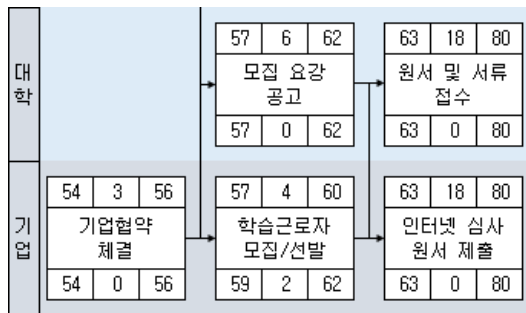 대
학
57 6 62
모집 요강
공고
57 0 62
63 18 80
원서 및 서류
접수
63 0 80
기
업
54 3 56
기업협약
체결
54 0 56
57 4 60
학습근로자
모집/선발
59 2 62
63 18 80
인터넷 심사
원서 제출
63 0 80